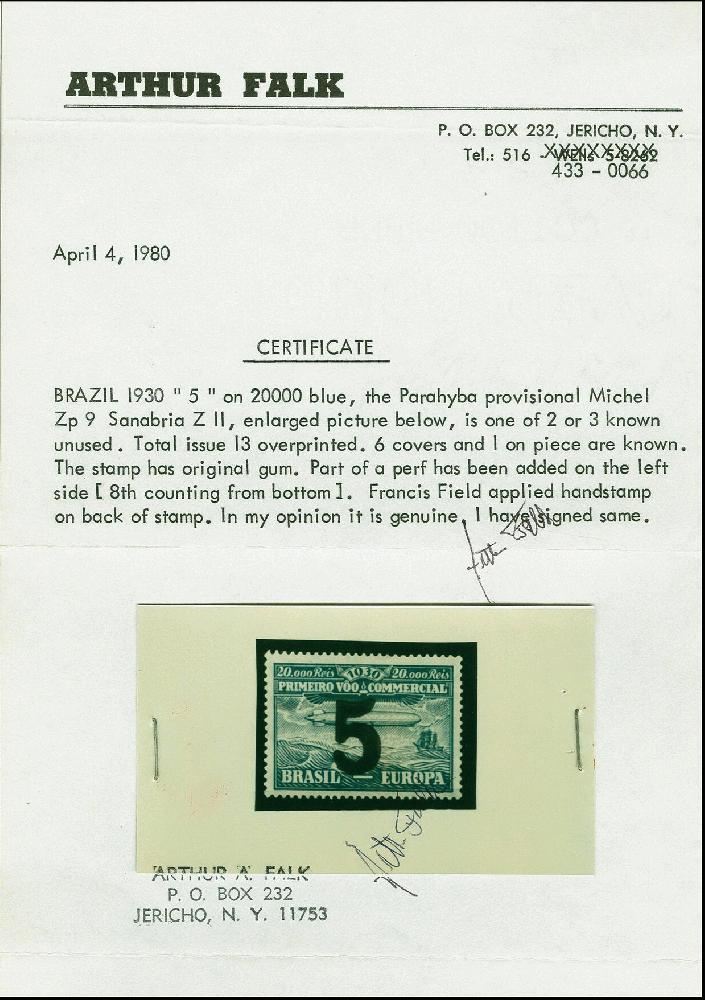 ARTHUR FALK
P. O. BOX 232, JERICHO, N. Y.
Tel.: 516 - WElls 5-8262
433 - 0066
April 4, 1980
CERTIFICATE
BRAZIL 1930 " 5 " on 20000 blue, the Parahyba provisional Michel
Zp 9 Sanabria Z II, enlarged picture below, is one of 2 or 3 known
unused. Total issue 13 overprinted. 6 covers and 1 on piece are known.
The stamp has original gum. Part of a perf has been added on the left
side [ 8th counting from bottom ]. Francis Field applied handstamp
on back of stamp. In my opinion it is genuine, I have signed same.
20.000 Reis 1930 20.000 Reis
PRIMEIRO VOO COMMERCIAL
5
BRASIL — EUROPA
ARTHUR A. FALK
P. O. BOX 232
JERICHO, N. Y. 11753